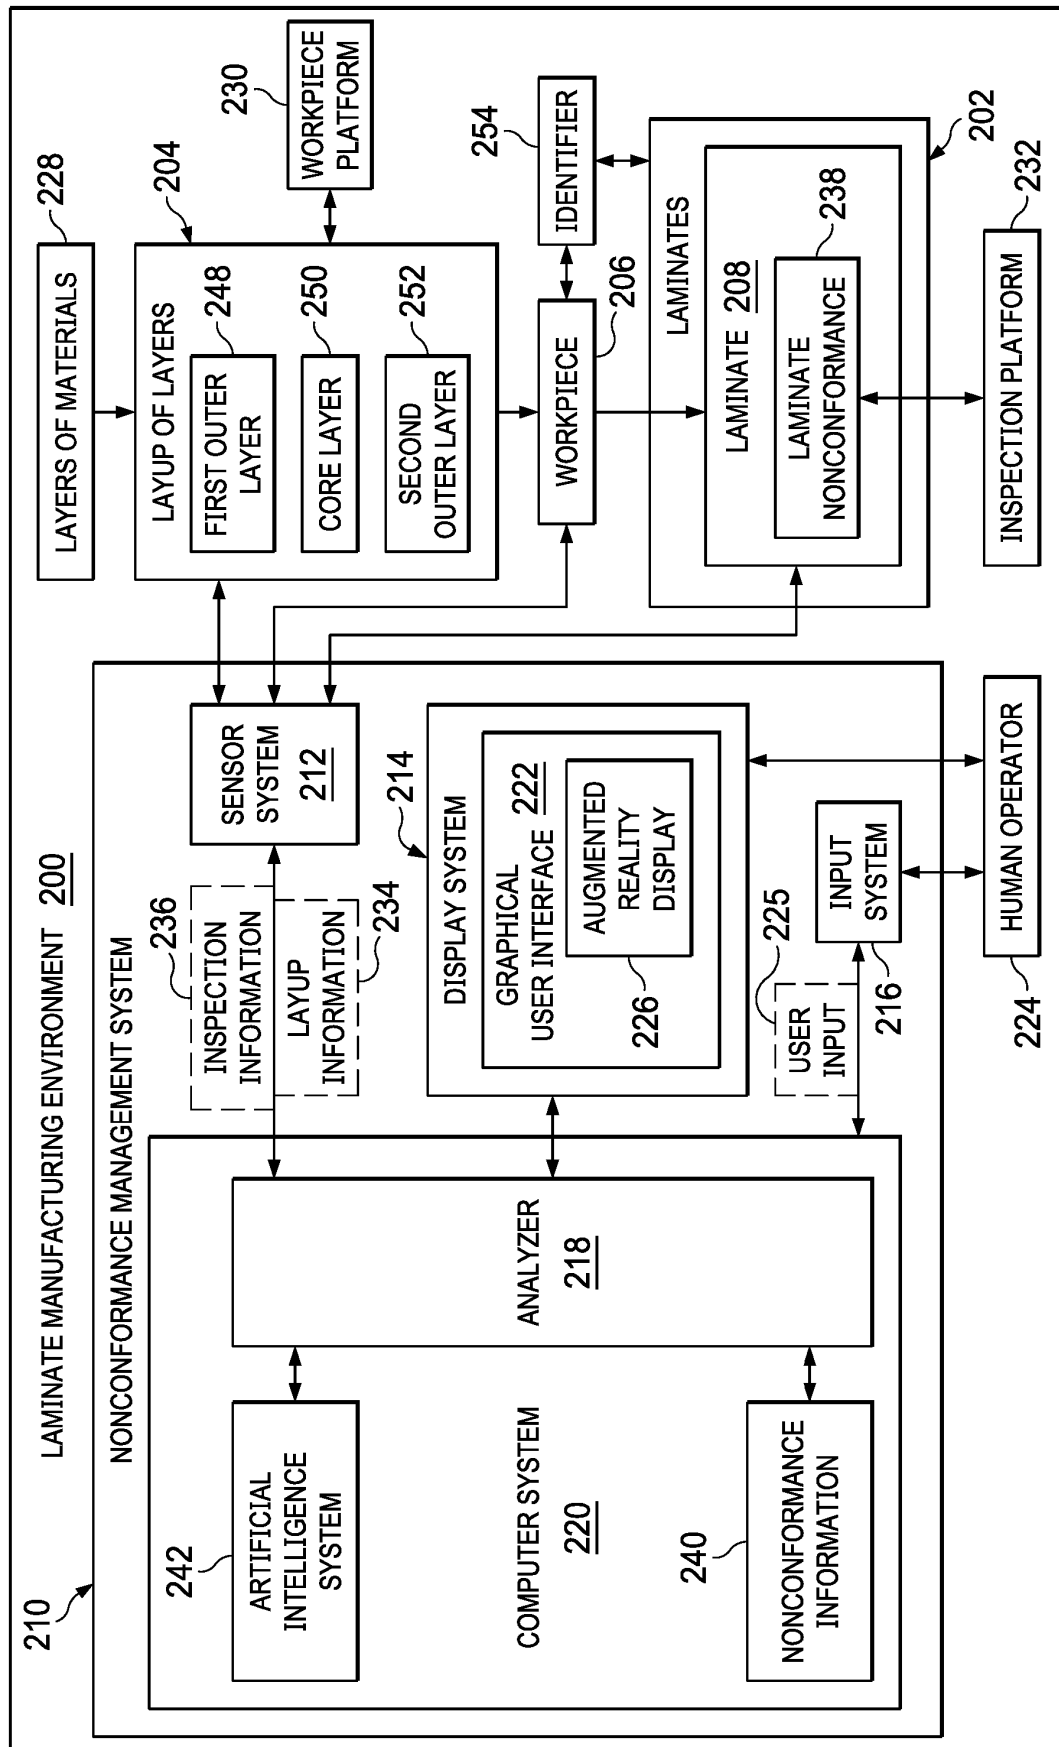 LAMINATE MANUFACTURING ENVIRONMENT 200
210
NONCONFORMANCE MANAGEMENT SYSTEM
242
ARTIFICIAL
INTELLIGENCE
SYSTEM
COMPUTER SYSTEM
220
240
NONCONFORMANCE
INFORMATION
ANALYZER
218
236
INSPECTION
INFORMATION
LAYUP
INFORMATION
234
SENSOR
SYSTEM
212
214
DISPLAY SYSTEM
GRAPHICAL
USER INTERFACE 222
AUGMENTED
REALITY
DISPLAY
226
225
USER
INPUT
INPUT
SYSTEM
216
HUMAN OPERATOR
224
LAYERS OF MATERIALS
228
LAYUP OF LAYERS
204
FIRST OUTER
LAYER
248
CORE LAYER
250
SECOND
OUTER LAYER
252
230
WORKPIECE
PLATFORM
WORKPIECE
206
IDENTIFIER
254
LAMINATES
202
LAMINATE 208
LAMINATE
NONCONFORMANCE
238
INSPECTION PLATFORM
232